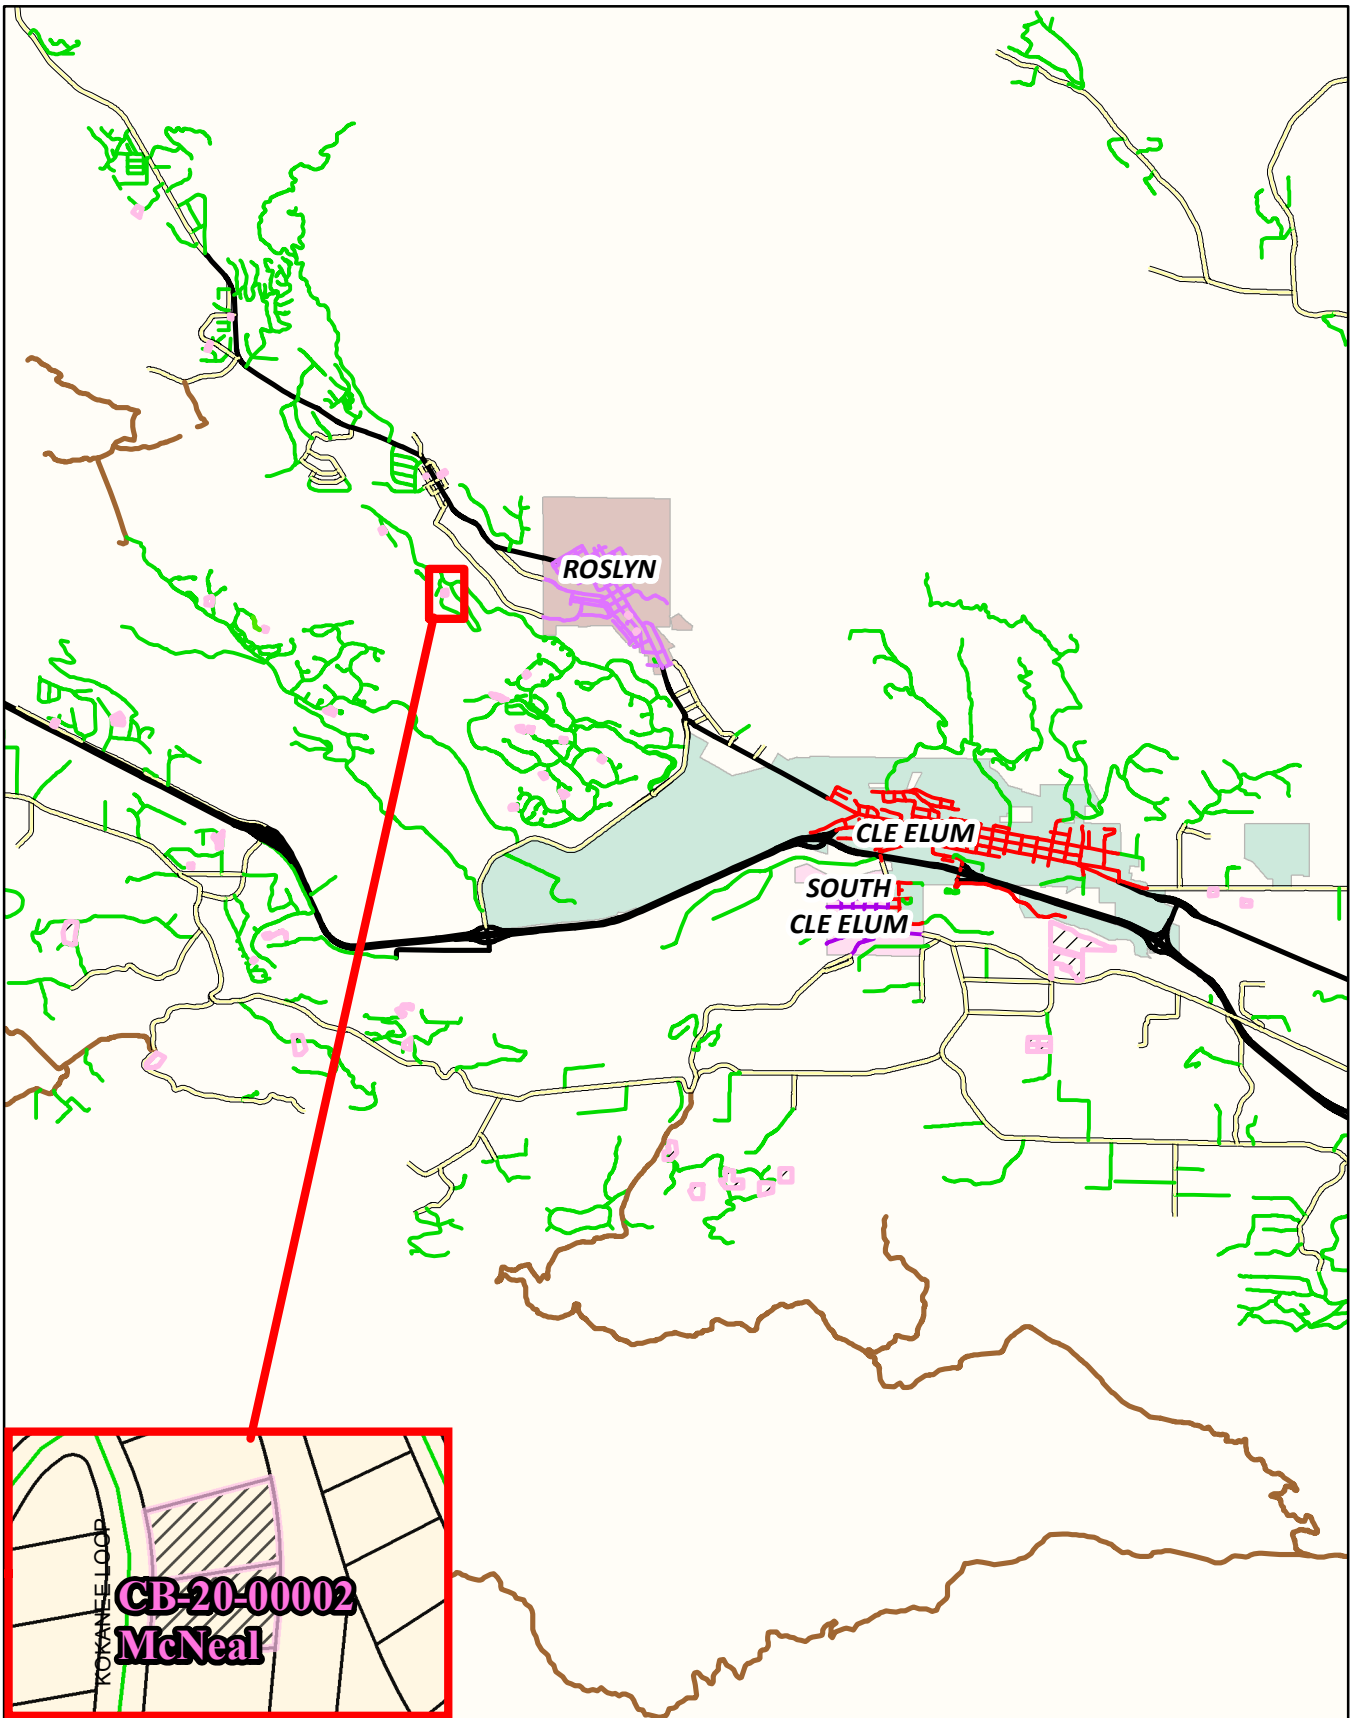 ROSLYN
CLE ELUM
SOUTH
CLE ELUM
KOKANEE LOOP
CB-20-00002
McNeal